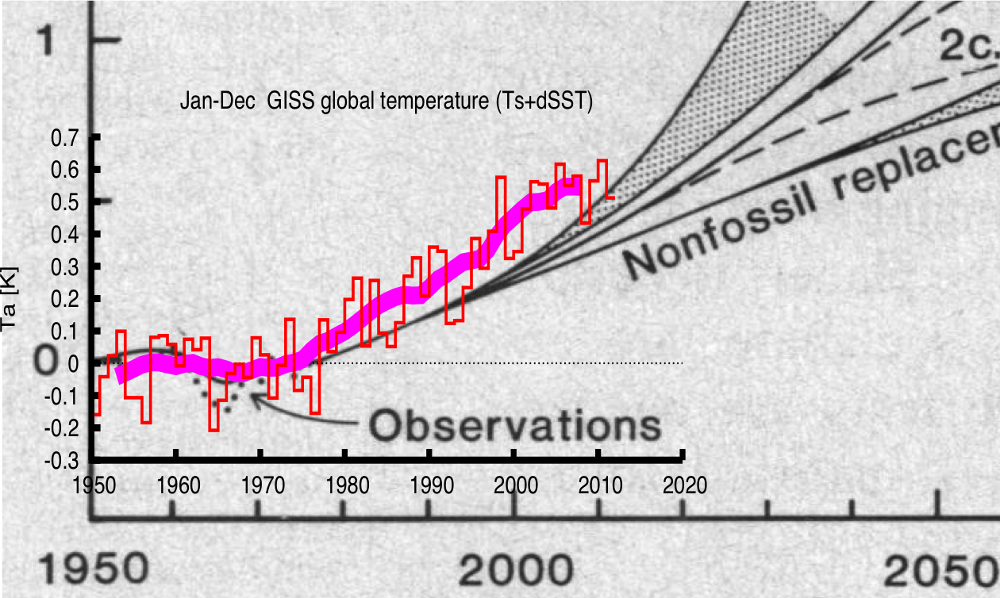 1
2c.
Jan-Dec GISS global temperature (Ts+dSST)
0.7
0.6
0.5
0.4
0.3
0.2
0.1
0
-0.1
-0.2
-0.3
Ta [K]
0
Nonfossil replacer
Observations
1950 1960 1970 1980 1990 2000 2010 2020
1950 2000 2050